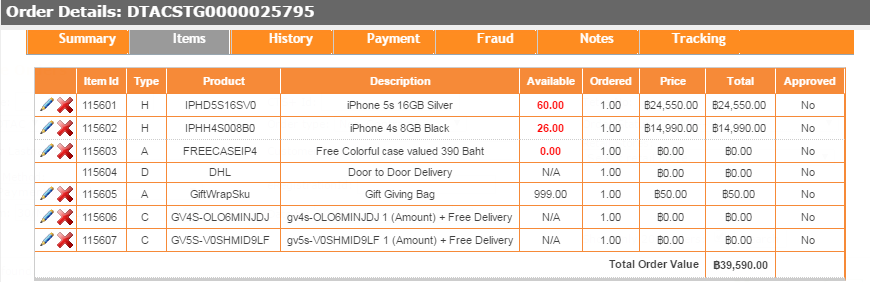 Order Details: DTACSTG0000025795
Summary Items History Payment Fraud Notes Tracking
Item Id Type Product Description Available Ordered Price Total Approved
115601 H IPHD5S16SV0 iPhone 5s 16GB Silver 60.00 1.00 ฿24,550.00 ฿24,550.00 No
115602 H IPHH4S008B0 iPhone 4s 8GB Black 26.00 1.00 ฿14,990.00 ฿14,990.00 No
115603 A FREECASEIP4 Free Colorful case valued 390 Baht 0.00 1.00 ฿0.00 ฿0.00 No
115604 D DHL Door to Door Delivery N/A 1.00 ฿0.00 ฿0.00 No
115605 A GiftWrapSku Gift Giving Bag 999.00 1.00 ฿50.00 ฿50.00 No
115606 C GV4S-OLO6MINJDJ gv4s-OLO6MINJDJ 1 (Amount) + Free Delivery N/A 1.00 ฿0.00 ฿0.00 No
115607 C GV5S-V0SHMID9LF gv5s-V0SHMID9LF 1 (Amount) + Free Delivery N/A 1.00 ฿0.00 ฿0.00 No
Total Order Value ฿39,590.00